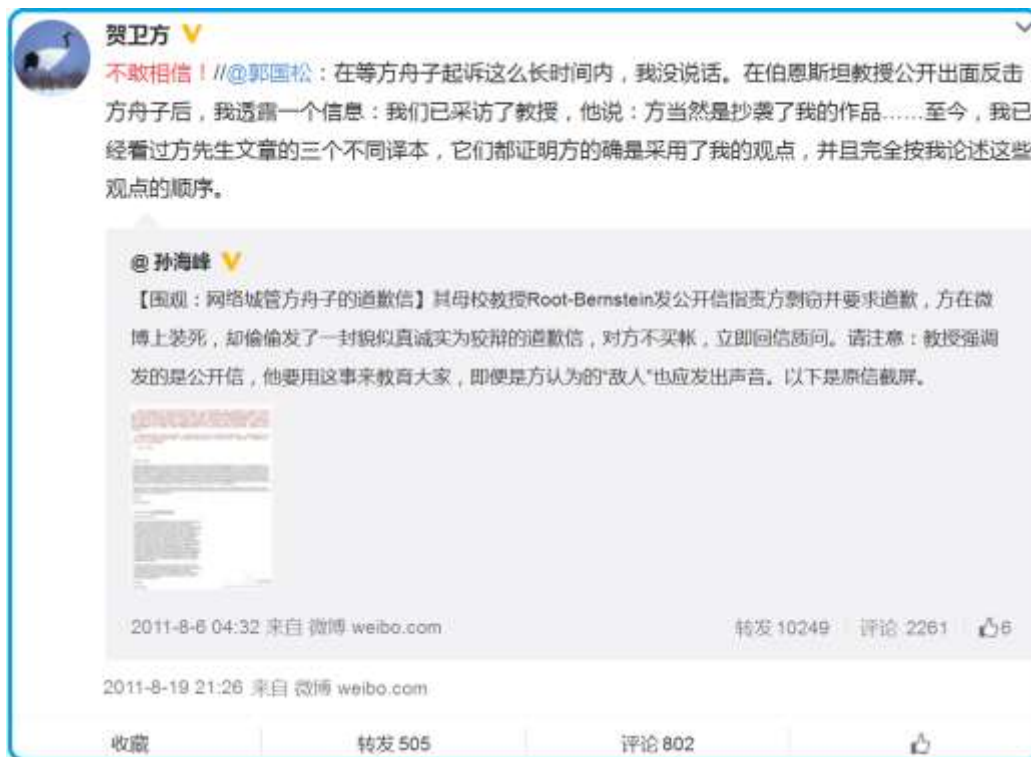 贺卫方
不敢相信！//@郭国松：在等方舟子起诉这么长时间内，我没说话。在伯恩斯坦教授公开出面反击
方舟子后，我透露一个信息：我们已采访了教授，他说：方当然是抄袭了我的作品……至今，我已
经看过方先生文章的三个不同译本，它们都证明方的确是采用了我的观点，并且完全按我论述这些
观点的顺序。
@孙海峰
【围观：网络城管方舟子的道歉信】其母校教授Root-Bernstein发公开信指责方剽窃并要求道歉，方在微
博上装死，却偷偷发了一封貌似真诚实为狡辩的道歉信，对方不买帐，立即回信质问。请注意：教授强调
发的是公开信，他要用这事来教育大家，即便是方认为的“敌人”也应发出声音。以下是原信截屏。
2011-8-6 04:32 来自 微博 weibo.com 转发 10249 评论 2261 6
2011-8-19 21:26 来自 微博 weibo.com
收藏 转发 505 评论 802